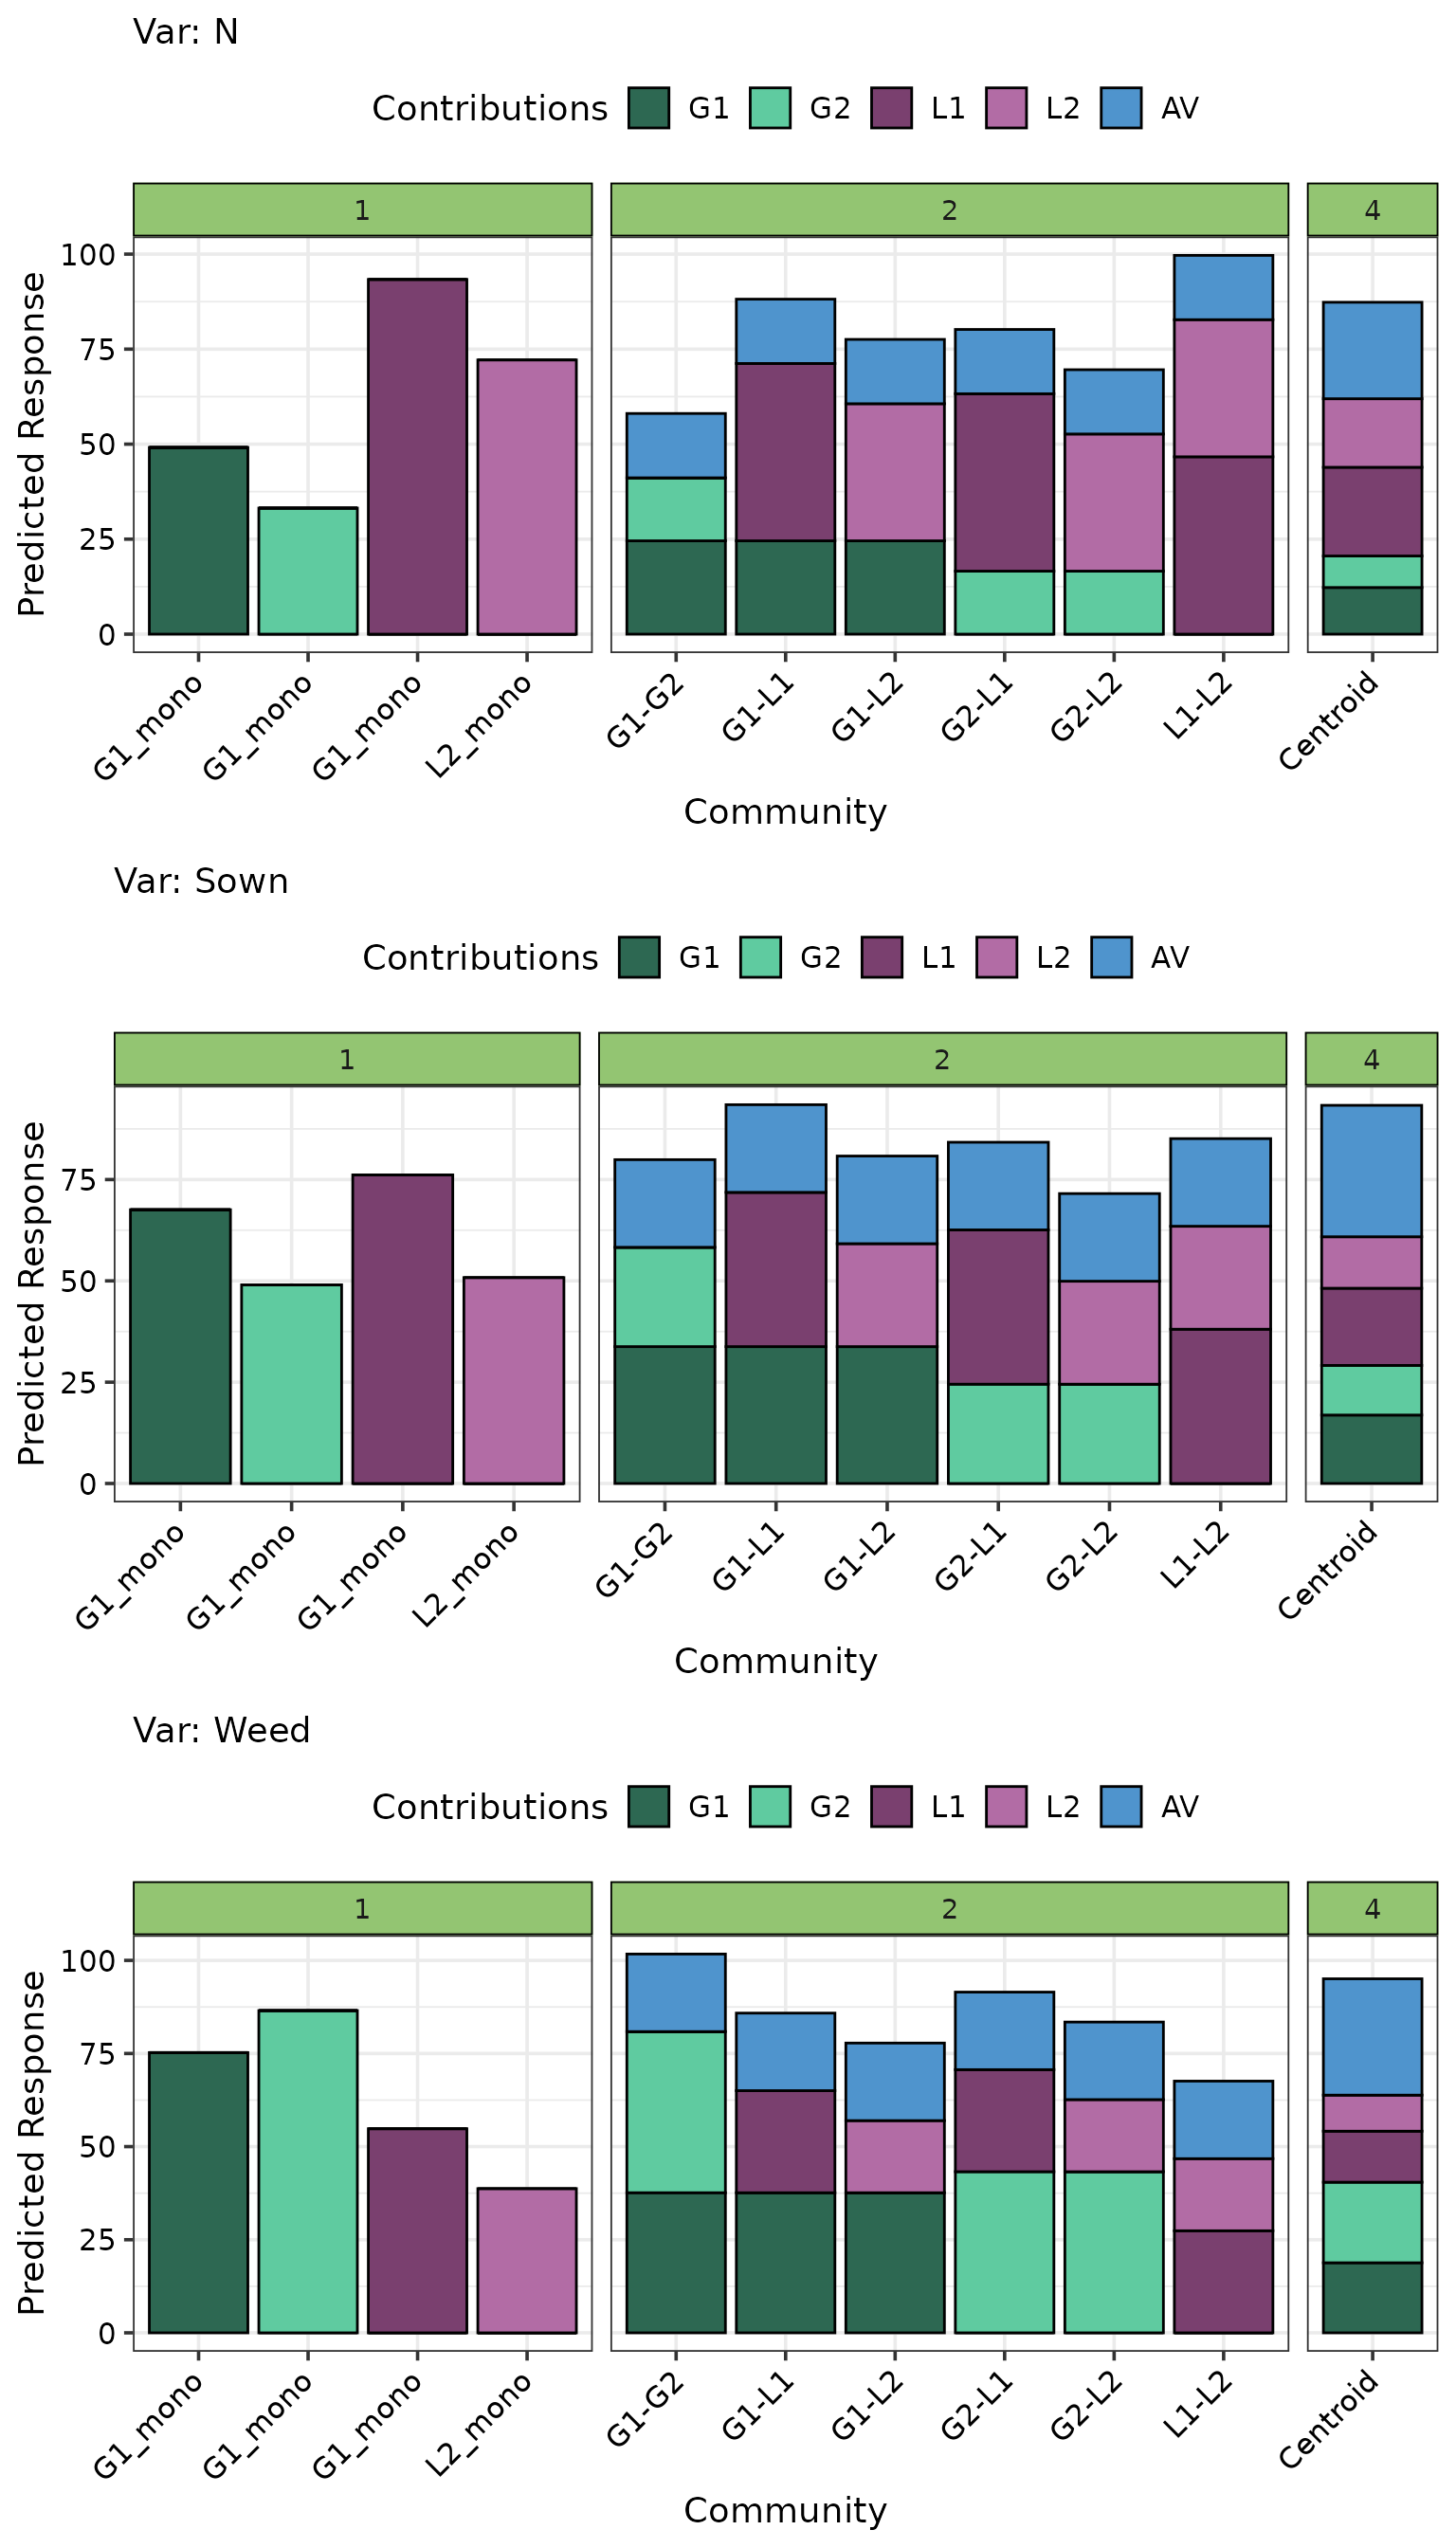 Var: N
Contributions G1 G2 L1 L2 AV
1 2 4
Predicted Response
100
75
50
25
0
G1_mono G1_mono G1_mono L2_mono G1-G2 G1-L1 G1-L2 G2-L1 G2-L2 L1-L2 Centroid
Community
Var: Sown
Contributions G1 G2 L1 L2 AV
1 2 4
Predicted Response
75
50
25
0
G1_mono G1_mono G1_mono L2_mono G1-G2 G1-L1 G1-L2 G2-L1 G2-L2 L1-L2 Centroid
Community
Var: Weed
Contributions G1 G2 L1 L2 AV
1 2 4
Predicted Response
100
75
50
25
0
G1_mono G1_mono G1_mono L2_mono G1-G2 G1-L1 G1-L2 G2-L1 G2-L2 L1-L2 Centroid
Community